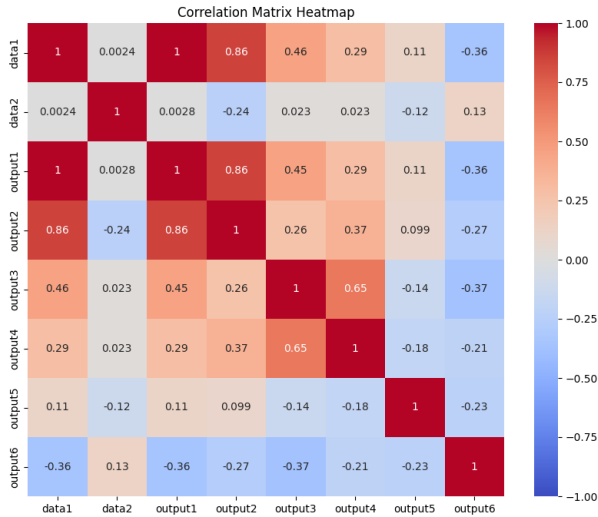 Correlation Matrix Heatmap
data1 1 0.0024 1 0.86 0.46 0.29 0.11 -0.36
data2 0.0024 1 0.0028 -0.24 0.023 0.023 -0.12 0.13
output1 1 0.0028 1 0.86 0.45 0.29 0.11 -0.36
output2 0.86 -0.24 0.86 1 0.26 0.37 0.099 -0.27
output3 0.46 0.023 0.45 0.26 1 0.65 -0.14 -0.37
output4 0.29 0.023 0.29 0.37 0.65 1 -0.18 -0.21
output5 0.11 -0.12 0.11 0.099 -0.14 -0.18 1 -0.23
output6 -0.36 0.13 -0.36 -0.27 -0.37 -0.21 -0.23 1
data1 data2 output1 output2 output3 output4 output5 output6
1.00
0.75
0.50
0.25
0.00
−0.25
−0.50
−0.75
−1.00